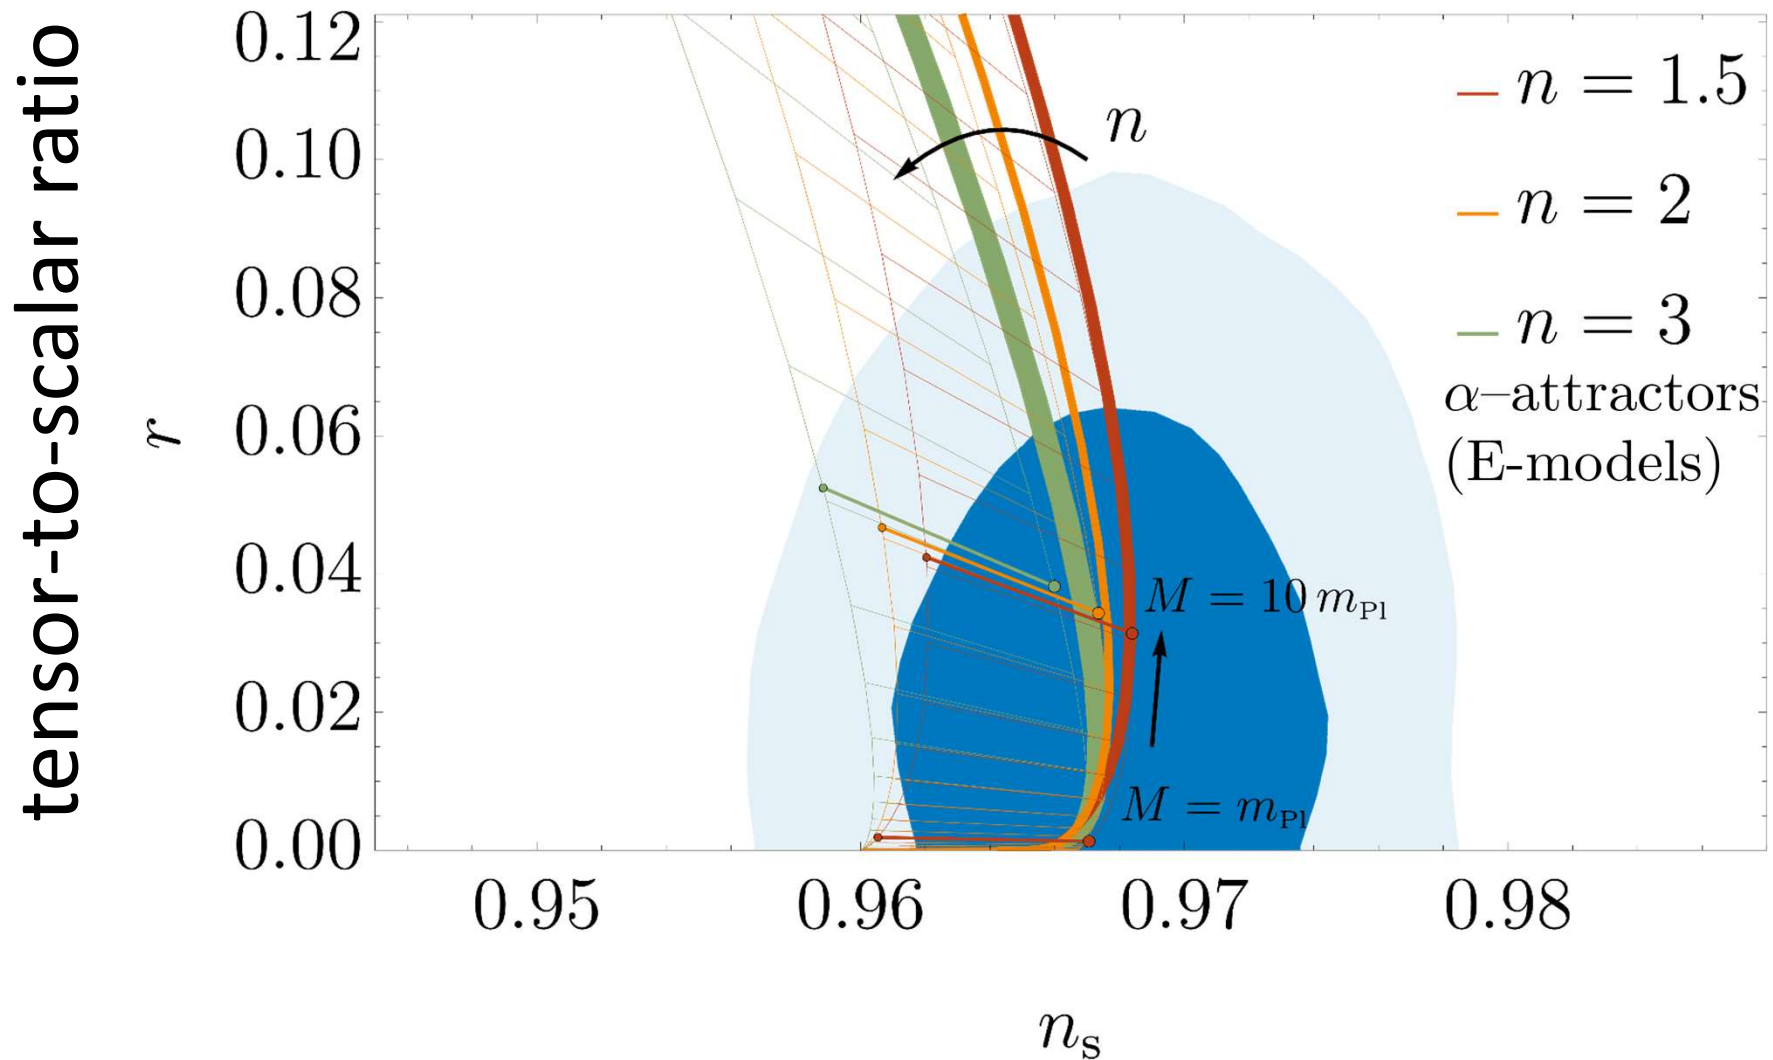 tensor-to-scalar ratio
r
0.12
0.10
0.08
0.06
0.04
0.02
0.00
n
n = 1.5
n = 2
n = 3
α–attractors
(E-models)
M = 10 mPl
M = mPl
0.95 0.96 0.97 0.98
ns